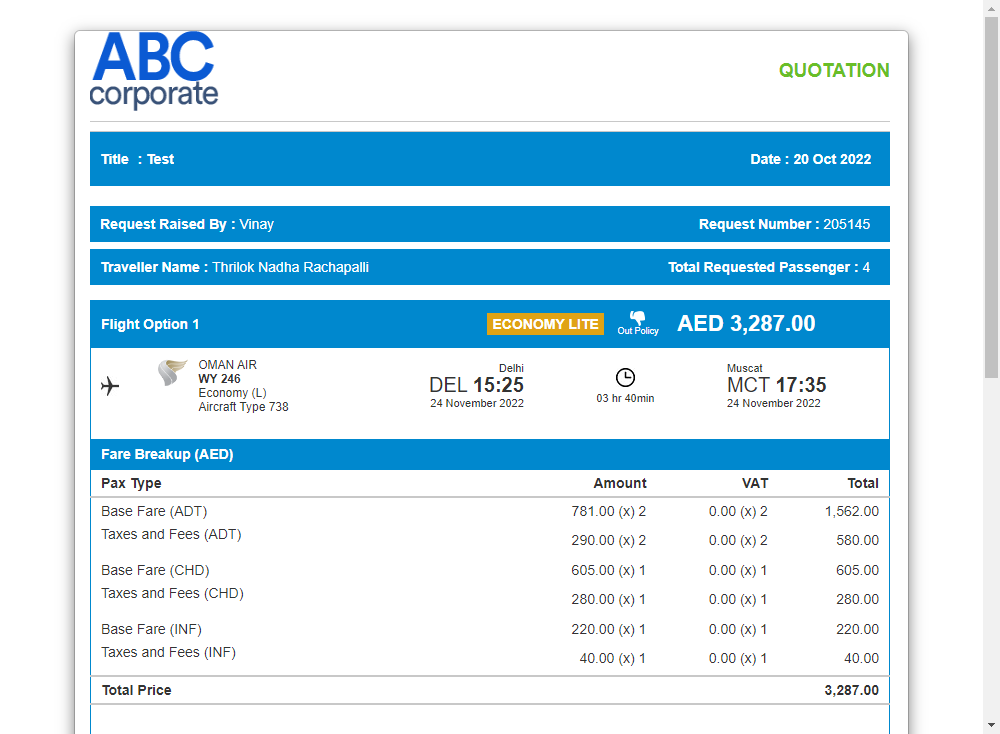 ABC
corporate
QUOTATION
Title : Test Date : 20 Oct 2022
Request Raised By : Vinay Request Number : 205145
Traveller Name : Thrilok Nadha Rachapalli Total Requested Passenger : 4
Flight Option 1 ECONOMY LITE Out Policy AED 3,287.00
OMAN AIR
WY 246
Economy (L)
Aircraft Type 738
Delhi
DEL 15:25
24 November 2022
03 hr 40min
Muscat
MCT 17:35
24 November 2022
Fare Breakup (AED)
Pax Type Amount VAT Total
Base Fare (ADT) 781.00 (x) 2 0.00 (x) 2 1,562.00
Taxes and Fees (ADT) 290.00 (x) 2 0.00 (x) 2 580.00
Base Fare (CHD) 605.00 (x) 1 0.00 (x) 1 605.00
Taxes and Fees (CHD) 280.00 (x) 1 0.00 (x) 1 280.00
Base Fare (INF) 220.00 (x) 1 0.00 (x) 1 220.00
Taxes and Fees (INF) 40.00 (x) 1 0.00 (x) 1 40.00
Total Price 3,287.00